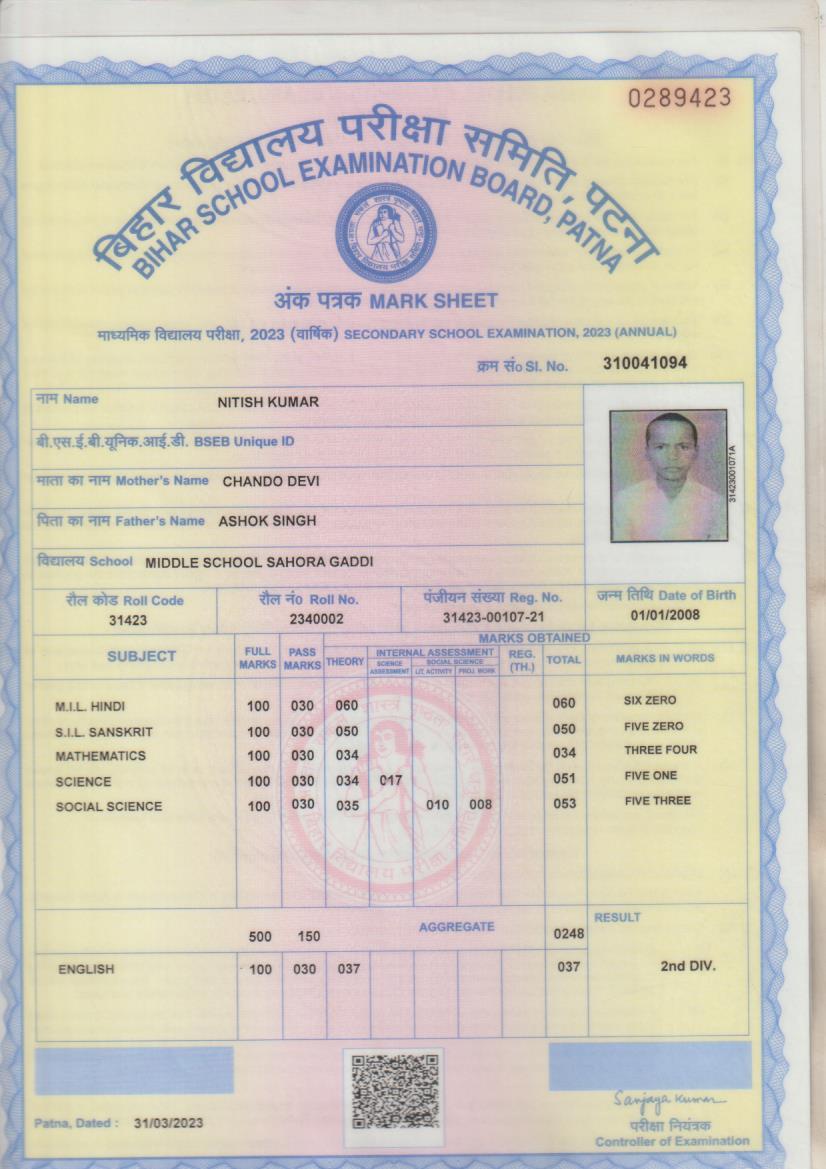 0289423
बिहार विद्यालय परीक्षा समिति, पटना
BIHAR SCHOOL EXAMINATION BOARD, PATNA
अंक पत्रक MARK SHEET
माध्यमिक विद्यालय परीक्षा, 2023 (वार्षिक) SECONDARY SCHOOL EXAMINATION, 2023 (ANNUAL)
क्रम सं० Sl. No. 310041094
नाम Name NITISH KUMAR
बी.एस.ई.बी.यूनिक.आई.डी. BSEB Unique ID
माता का नाम Mother's Name CHANDO DEVI
पिता का नाम Father's Name ASHOK SINGH
विद्यालय School MIDDLE SCHOOL SAHORA GADDI
31423001071A
रौल कोड Roll Code रौल नं० Roll No. पंजीयन संख्या Reg. No. जन्म तिथि Date of Birth
31423 2340002 31423-00107-21 01/01/2008
MARKS OBTAINED
SUBJECT FULL MARKS PASS MARKS THEORY INTERNAL ASSESSMENT REG. (TH.) TOTAL MARKS IN WORDS
SCIENCE ASSESSMENT SOCIAL SCIENCE LIT. ACTIVITY PROJ. WORK
M.I.L. HINDI 100 030 060 060 SIX ZERO
S.I.L. SANSKRIT 100 030 050 050 FIVE ZERO
MATHEMATICS 100 030 034 034 THREE FOUR
SCIENCE 100 030 034 017 051 FIVE ONE
SOCIAL SCIENCE 100 030 035 010 008 053 FIVE THREE
500 150 AGGREGATE 0248 RESULT
ENGLISH 100 030 037 037 2nd DIV.
Sanjaya Kumar
Patna, Dated : 31/03/2023
परीक्षा नियंत्रक
Controller of Examination